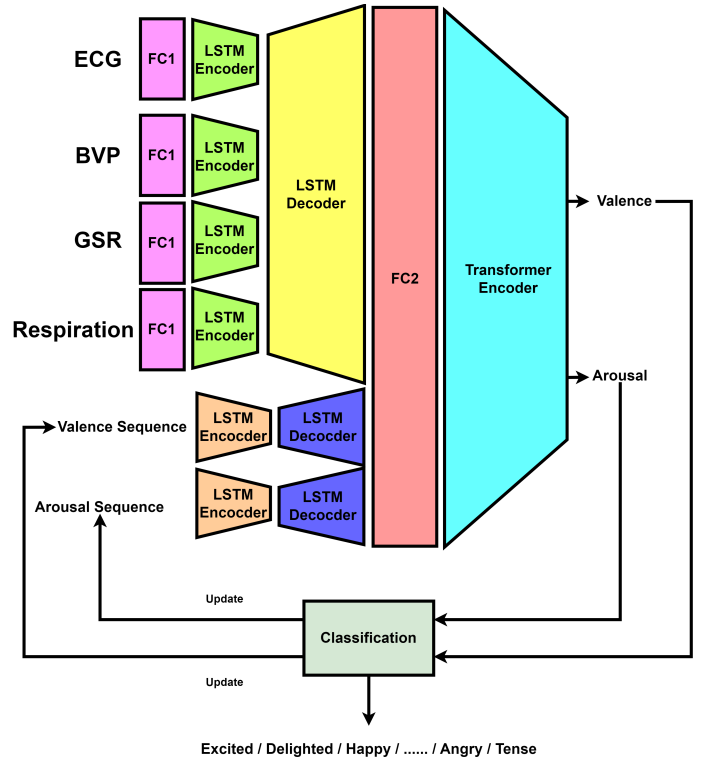 ECG
FC1
LSTM
Encoder
BVP
FC1
LSTM
Encoder
GSR
FC1
LSTM
Encoder
Respiration
FC1
LSTM
Encoder
LSTM
Decoder
FC2
Transformer
Encoder
Valence
Arousal
Valence Sequence
LSTM
Encocder
LSTM
Decocder
Arousal Sequence
LSTM
Encocder
LSTM
Decocder
Update
Classification
Update
Excited / Delighted / Happy / ...... / Angry / Tense